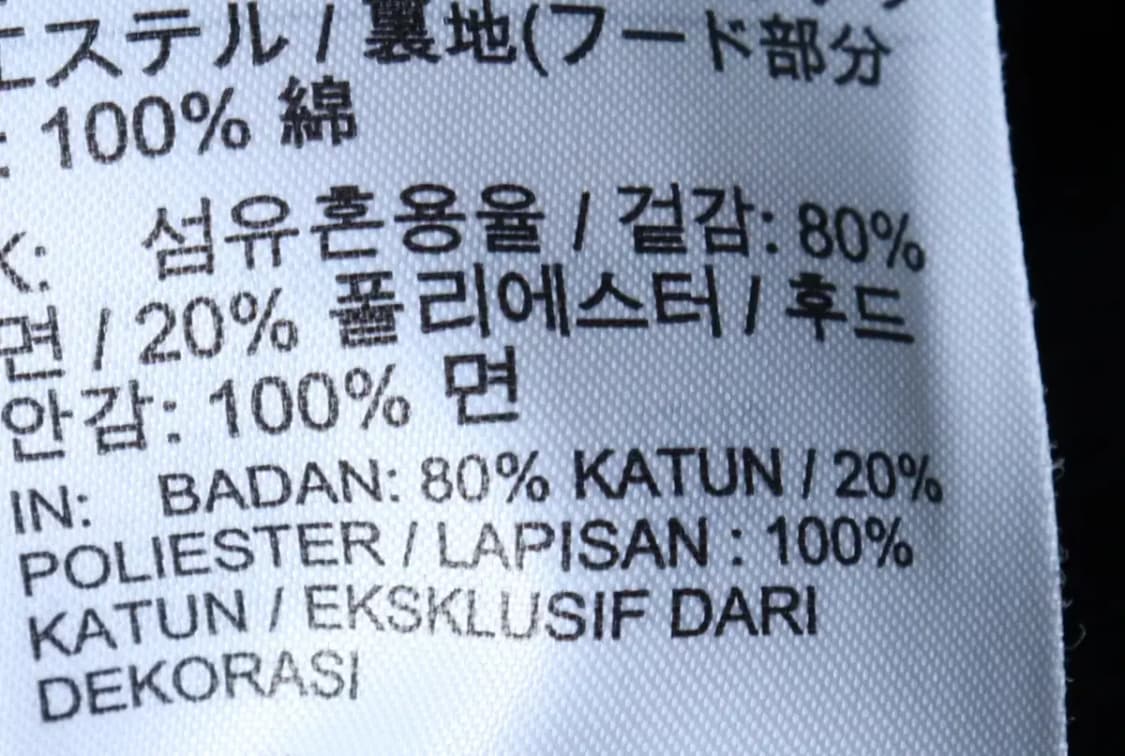 エステル / 裏地(フード部分
: 100% 綿
K: 섬유혼용율 / 겉감: 80%
면 / 20% 폴리에스터 / 후드
안감: 100% 면
IN: BADAN: 80% KATUN / 20%
POLIESTER / LAPISAN : 100%
KATUN / EKSKLUSIF DARI
DEKORASI